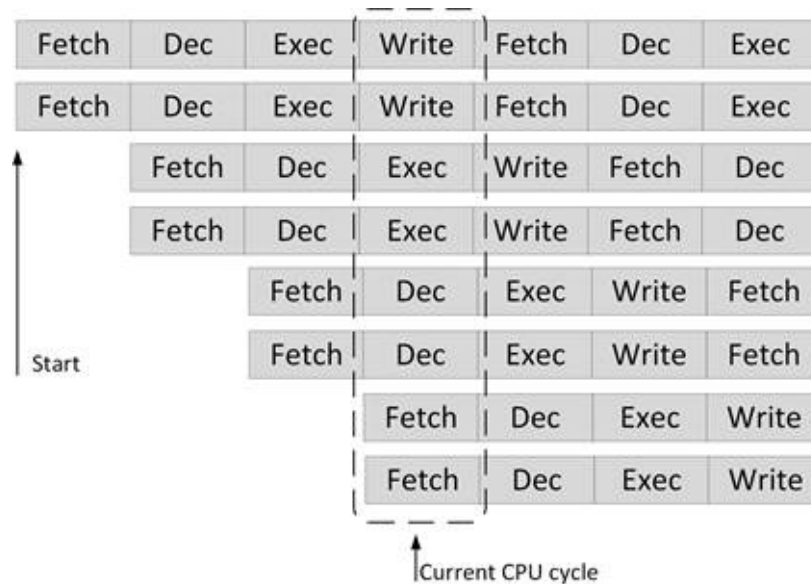 Fetch Dec Exec Write Fetch Dec Exec
Fetch Dec Exec Write Fetch Dec Exec
Fetch Dec Exec Write Fetch Dec
Fetch Dec Exec Write Fetch Dec
Fetch Dec Exec Write Fetch
Fetch Dec Exec Write Fetch
Start
Fetch Dec Exec Write
Fetch Dec Exec Write
Current CPU cycle